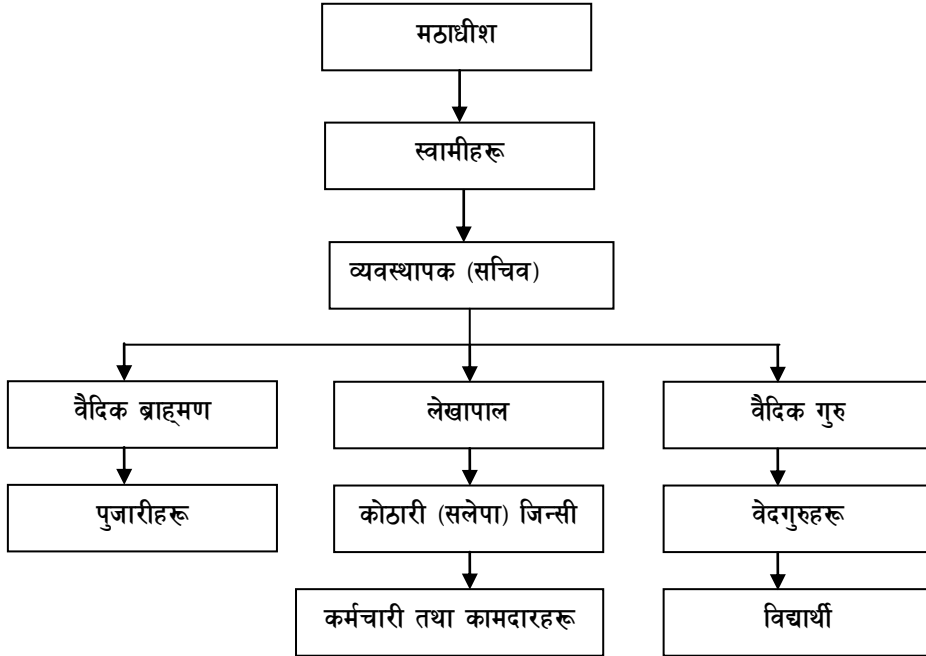 मठाधीश
स्वामीहरू
व्यवस्थापक (सचिव)
वैदिक ब्राह्मण
लेखापाल
वैदिक गुरु
पुजारीहरू
कोठारी (सलेपा) जिन्सी
वेदगुरुहरू
कर्मचारी तथा कामदारहरू
विद्यार्थी